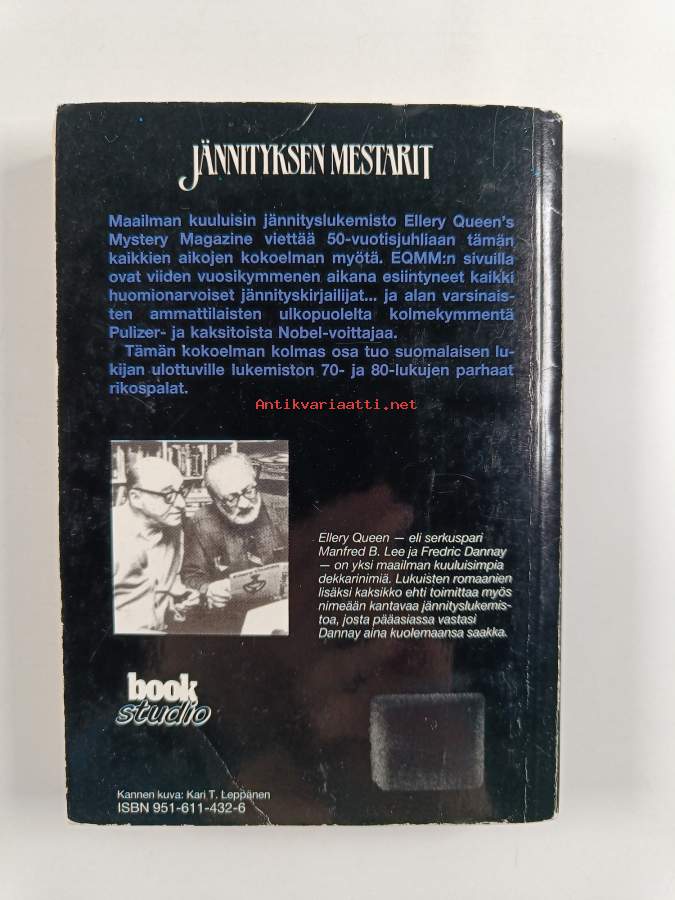 JÄNNITYKSEN MESTARIT
Maailman kuuluisin jännityslukemisto Ellery Queen's
Mystery Magazine viettää 50-vuotisjuhliaan tämän
kaikkien aikojen kokoelman myötä. EQMM:n sivuilla
ovat viiden vuosikymmenen aikana esiintyneet kaikki
huomionarvoiset jännityskirjailijat... ja alan varsinais-
ten ammattilaisten ulkopuolelta kolmekymmentä
Pulizer- ja kaksitoista Nobel-voittajaa.
Tämän kokoelman kolmas osa tuo suomalaisen lu-
kijan ulottuville lukemiston 70- ja 80-lukujen parhaat
rikospalat.
Antikvariaatti.net
Ellery Queen — eli serkuspari
Manfred B. Lee ja Fredric Dannay
— on yksi maailman kuuluisimpia
dekkarinimiä. Lukuisten romaanien
lisäksi kaksikko ehti toimittaa myös
nimeään kantavaa jännityslukemis-
toa, josta pääasiassa vastasi
Dannay aina kuolemaansa saakka.
book
studio
Kannen kuva: Kari T. Leppänen
ISBN 951-611-432-6